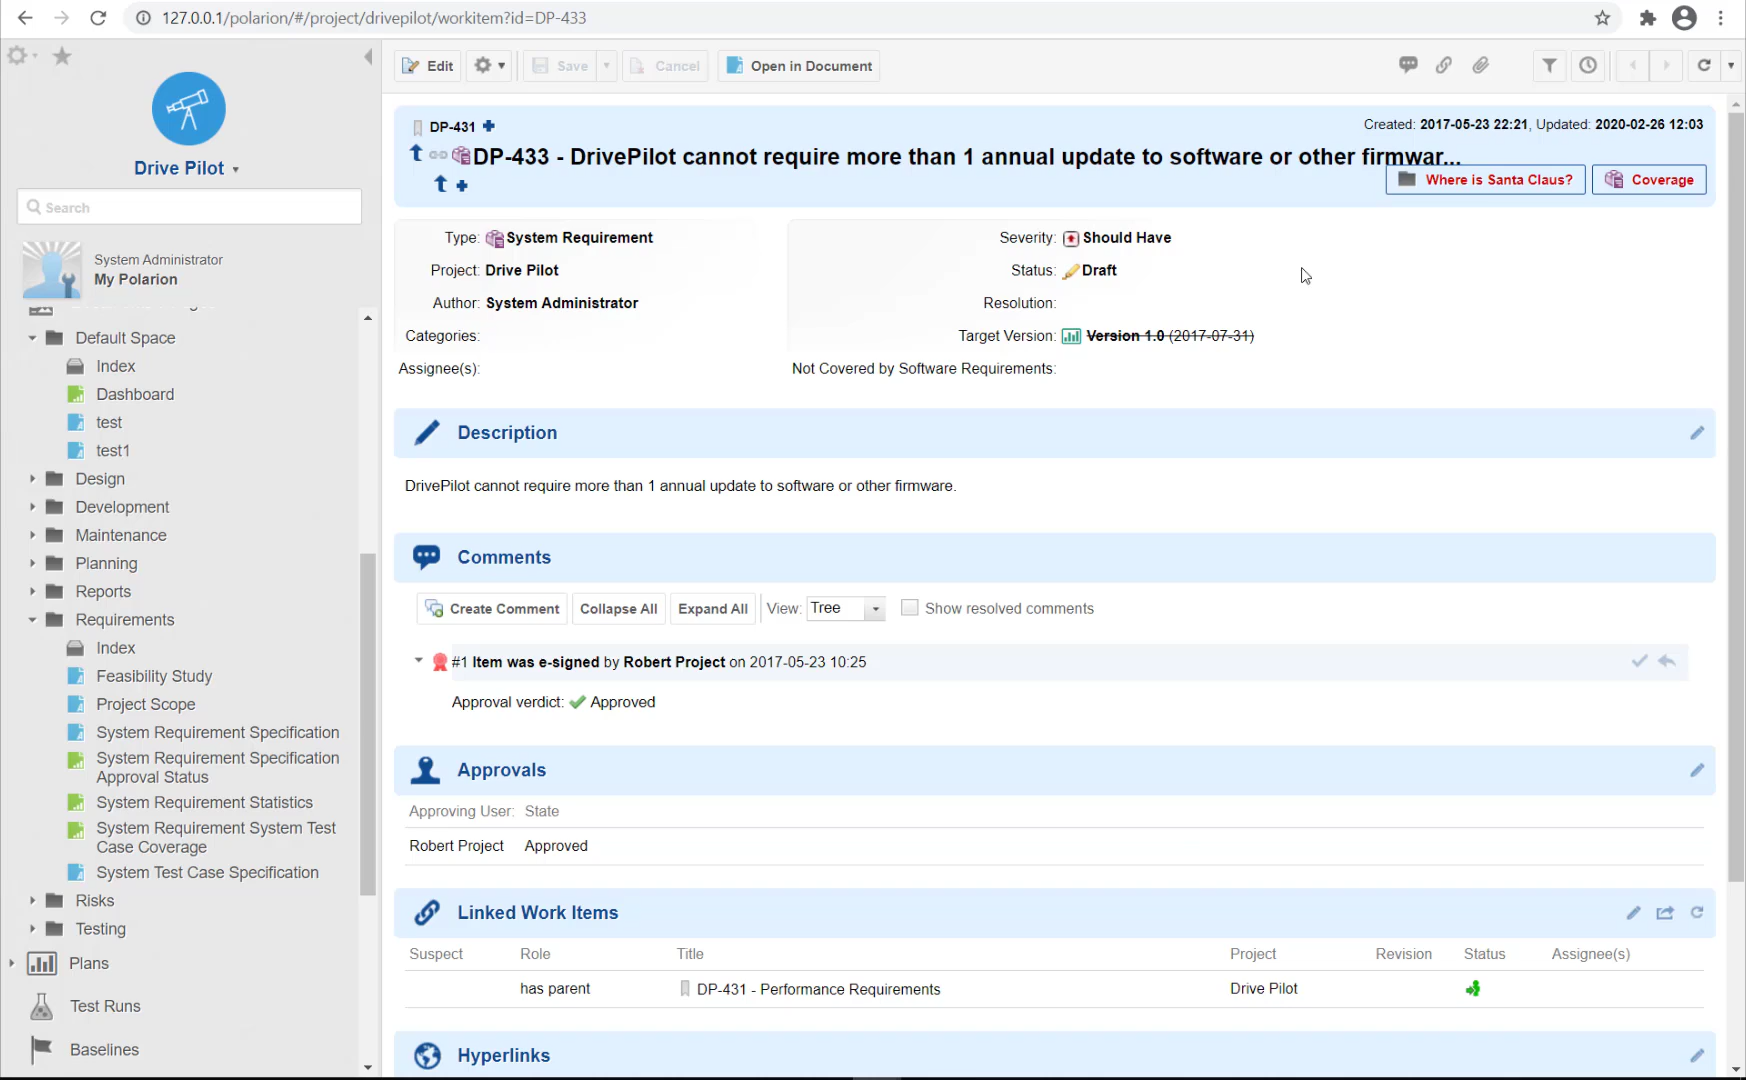 127.0.0.1/polarion/#/project/drivepilot/workitem?id=DP-433
Drive Pilot
Search
System Administrator
My Polarion
Default Space
Index
Dashboard
test
test1
Design
Development
Maintenance
Planning
Reports
Requirements
Index
Feasibility Study
Project Scope
System Requirement Specification
System Requirement Specification
Approval Status
System Requirement Statistics
System Requirement System Test
Case Coverage
System Test Case Specification
Risks
Testing
Plans
Test Runs
Baselines
Edit Save Cancel Open in Document
DP-431
Created: 2017-05-23 22:21, Updated: 2020-02-26 12:03
DP-433 - DrivePilot cannot require more than 1 annual update to software or other firmwar...
Where is Santa Claus? Coverage
Type: System Requirement
Project: Drive Pilot
Author: System Administrator
Categories:
Assignee(s):
Severity: Should Have
Status: Draft
Resolution:
Target Version: Version 1.0 (2017-07-31)
Not Covered by Software Requirements:
Description
DrivePilot cannot require more than 1 annual update to software or other firmware.
Comments
Create Comment Collapse All Expand All View: Tree Show resolved comments
#1 Item was e-signed by Robert Project on 2017-05-23 10:25
Approval verdict: Approved
Approvals
Approving User: State
Robert Project Approved
Linked Work Items
Suspect Role Title Project Revision Status Assignee(s)
has parent DP-431 - Performance Requirements Drive Pilot
Hyperlinks